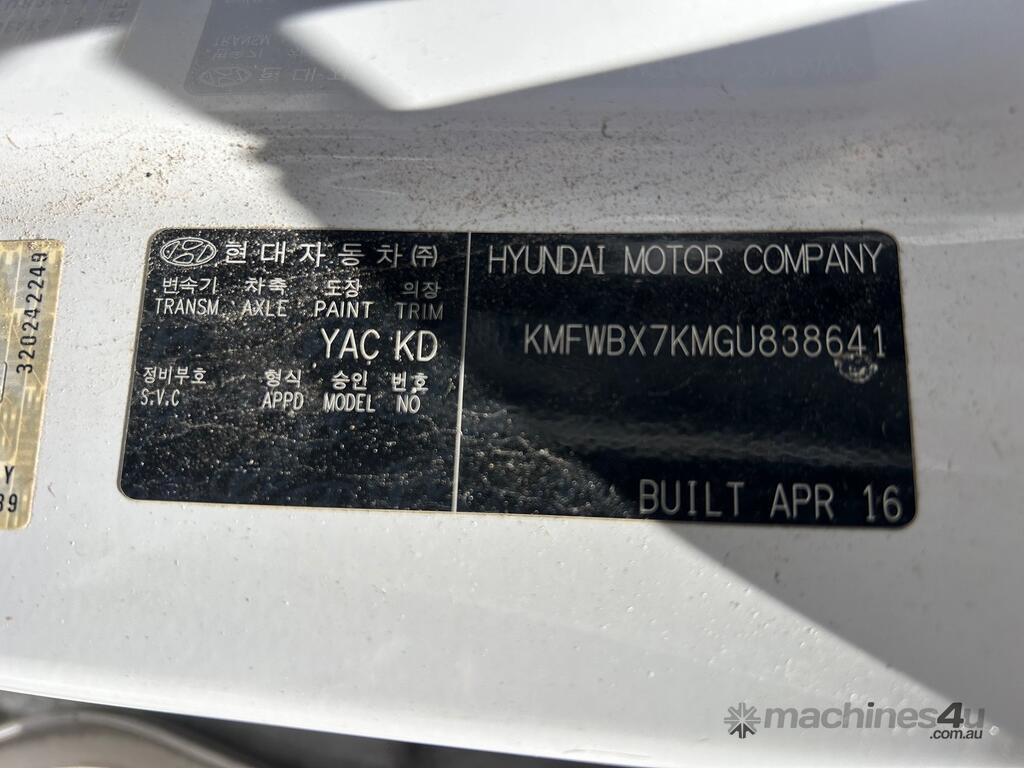 현대자동차(주)
변속기 차축 도장 의장
TRANSM AXLE PAINT TRIM
YAC KD
정비부호 형식 승인 번호
S.V.C APPD MODEL NO
HYUNDAI MOTOR COMPANY
KMFWBX7KMGU838641
BUILT APR 16
320242249
Y
39
machines4u
.com.au